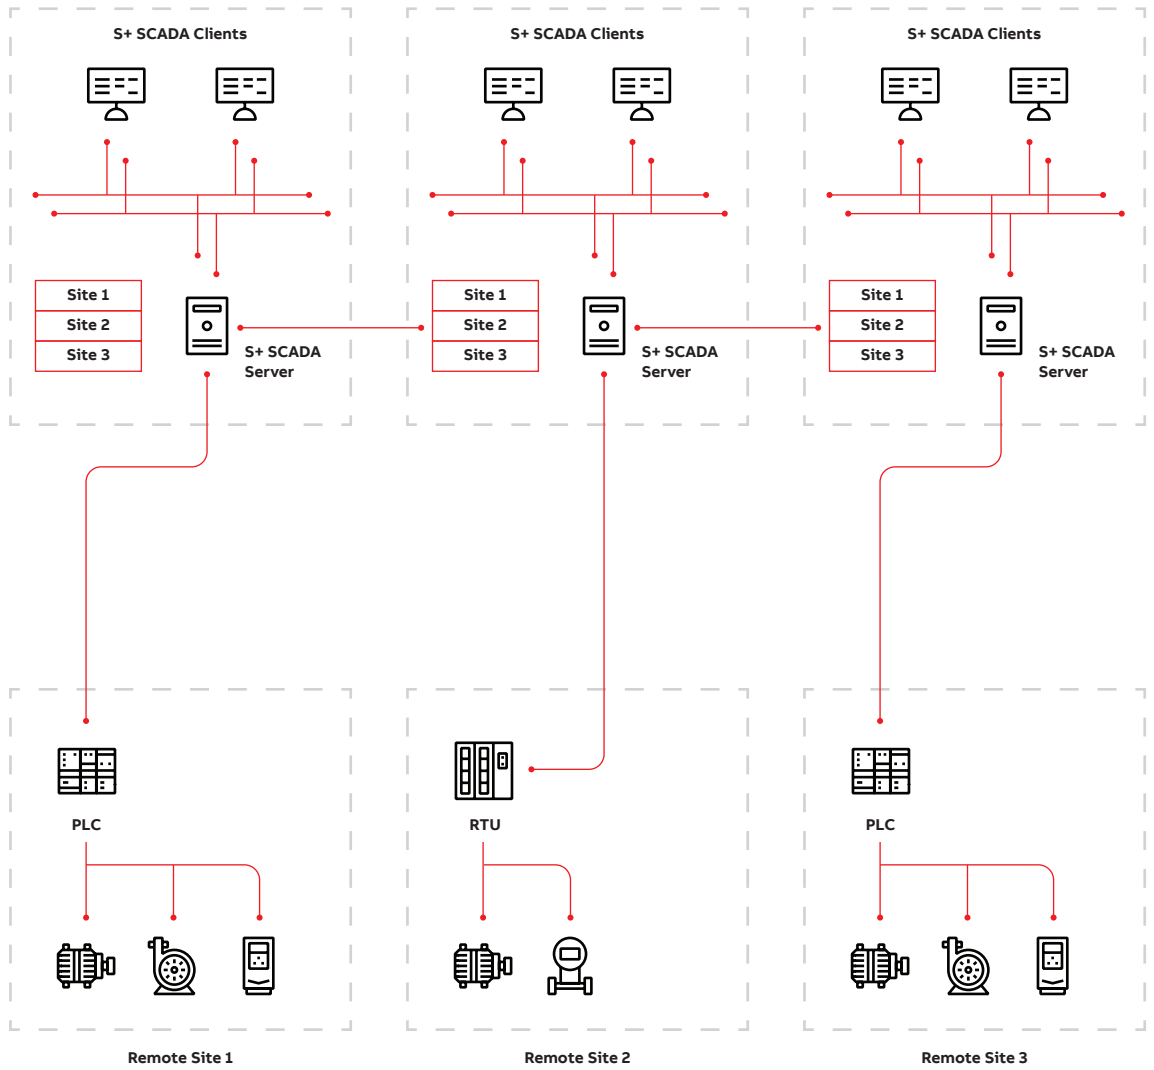 S+ SCADA Clients
S+ SCADA Clients
S+ SCADA Clients
Site 1
Site 2
Site 3
S+ SCADA
Server
Site 1
Site 2
Site 3
S+ SCADA
Server
Site 1
Site 2
Site 3
S+ SCADA
Server
PLC
RTU
PLC
Remote Site 1
Remote Site 2
Remote Site 3